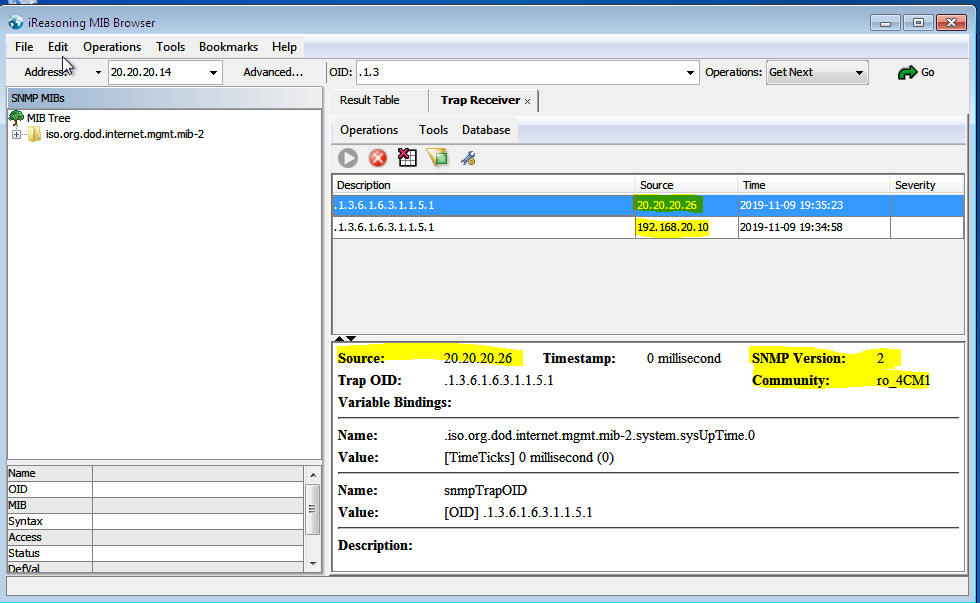 iReasoning MIB Browser
File Edit Operations Tools Bookmarks Help
Address: 20.20.20.14 Advanced... OID: .1.3 Operations: Get Next Go
SNMP MIBs
MIB Tree
iso.org.dod.internet.mgmt.mib-2
Name
OID
MIB
Syntax
Access
Status
DefVal
Result Table Trap Receiver
Operations Tools Database
Description Source Time Severity
.1.3.6.1.6.3.1.1.5.1 20.20.20.26 2019-11-09 19:35:23
.1.3.6.1.6.3.1.1.5.1 192.168.20.10 2019-11-09 19:34:58
Source: 20.20.20.26 Timestamp: 0 millisecond SNMP Version: 2
Trap OID: .1.3.6.1.6.3.1.1.5.1 Community: ro_4CM1
Variable Bindings:
Name: .iso.org.dod.internet.mgmt.mib-2.system.sysUpTime.0
Value: [TimeTicks] 0 millisecond (0)
Name: snmpTrapOID
Value: [OID] .1.3.6.1.6.3.1.1.5.1
Description: